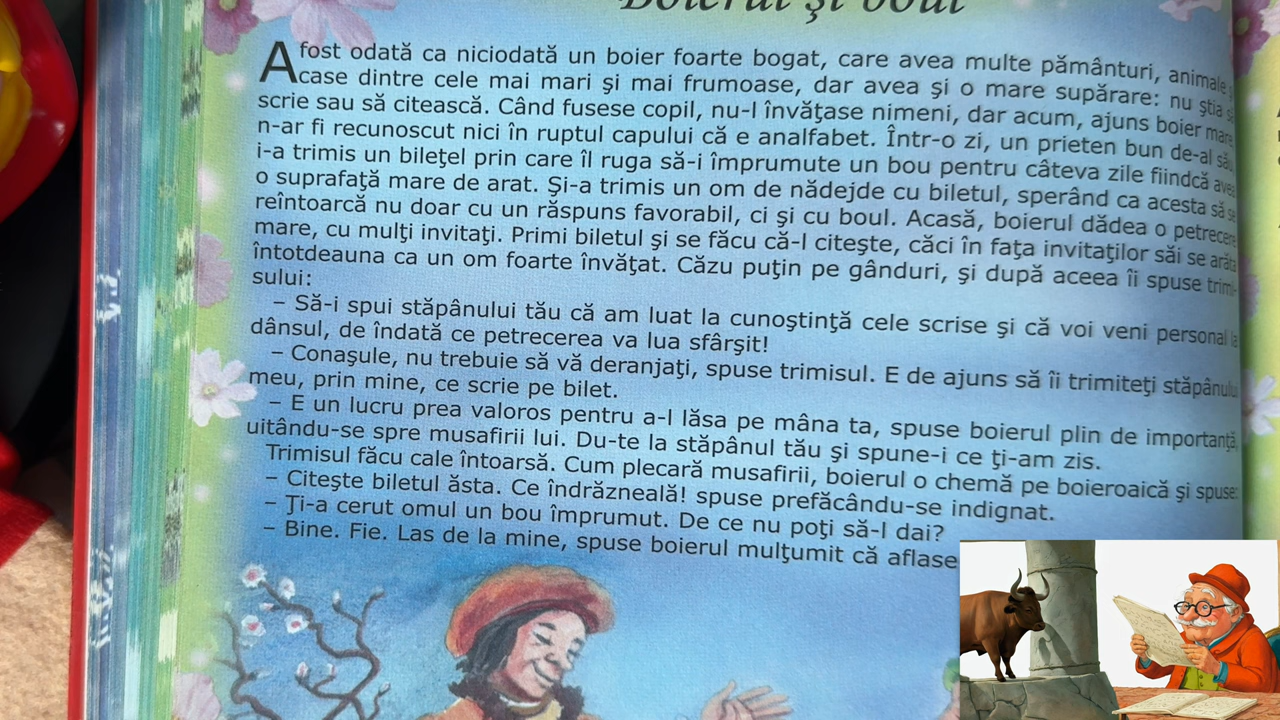 Boierul şi boul
A fost odată ca niciodată un boier foarte bogat, care avea multe pământuri, animale
case dintre cele mai mari şi mai frumoase, dar avea şi o mare supărare: nu ştia să
scrie sau să citească. Când fusese copil, nu-l învăţase nimeni, dar acum, ajuns boier mare,
n-ar fi recunoscut nici în ruptul capului că e analfabet. Într-o zi, un prieten bun de-al său
i-a trimis un bileţel prin care îl ruga să-i împrumute un bou pentru câteva zile fiindcă avea
o suprafaţă mare de arat. Şi-a trimis un om de nădejde cu biletul, sperând ca acesta să se
reîntoarcă nu doar cu un răspuns favorabil, ci şi cu boul. Acasă, boierul dădea o petrecere
mare, cu mulţi invitaţi. Primi biletul şi se făcu că-l citeşte, căci în faţa invitaţilor săi se arăta
întotdeauna ca un om foarte învăţat. Căzu puţin pe gânduri, şi după aceea îi spuse trimi-
sului:
– Să-i spui stăpânului tău că am luat la cunoştinţă cele scrise şi că voi veni personal la
dânsul, de îndată ce petrecerea va lua sfârşit!
– Conaşule, nu trebuie să vă deranjaţi, spuse trimisul. E de ajuns să îi trimiteţi stăpânului
meu, prin mine, ce scrie pe bilet.
– E un lucru prea valoros pentru a-l lăsa pe mâna ta, spuse boierul plin de importanţă,
uitându-se spre musafirii lui. Du-te la stăpânul tău şi spune-i ce ţi-am zis.
Trimisul făcu cale întoarsă. Cum plecară musafirii, boierul o chemă pe boieroaică şi spuse:
– Citeşte biletul ăsta. Ce îndrăzneală! spuse prefăcându-se indignat.
– Ţi-a cerut omul un bou împrumut. De ce nu poţi să-l dai?
– Bine. Fie. Las de la mine, spuse boierul mulţumit că aflase